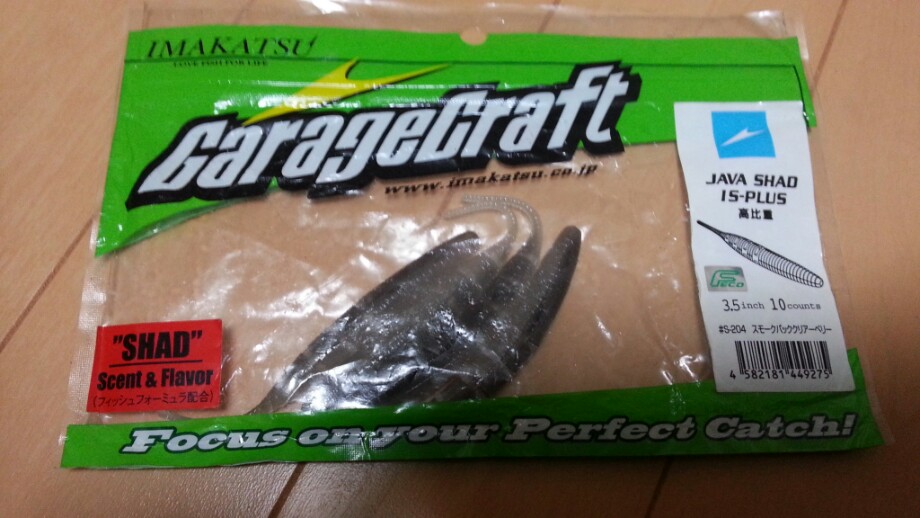 IMAKATSU
LOVE FISH FOR LIFE
GarageCraft
www.imakatsu.co.jp
JAVA SHAD
IS-PLUS
高比重
ECO
3.5inch 10counts
#S-204 スモークバッククリアーベリー
4 582181 449275
"SHAD"
Scent & Flavor
(フィッシュフォーミュラ配合)
Focus on your Perfect Catch!